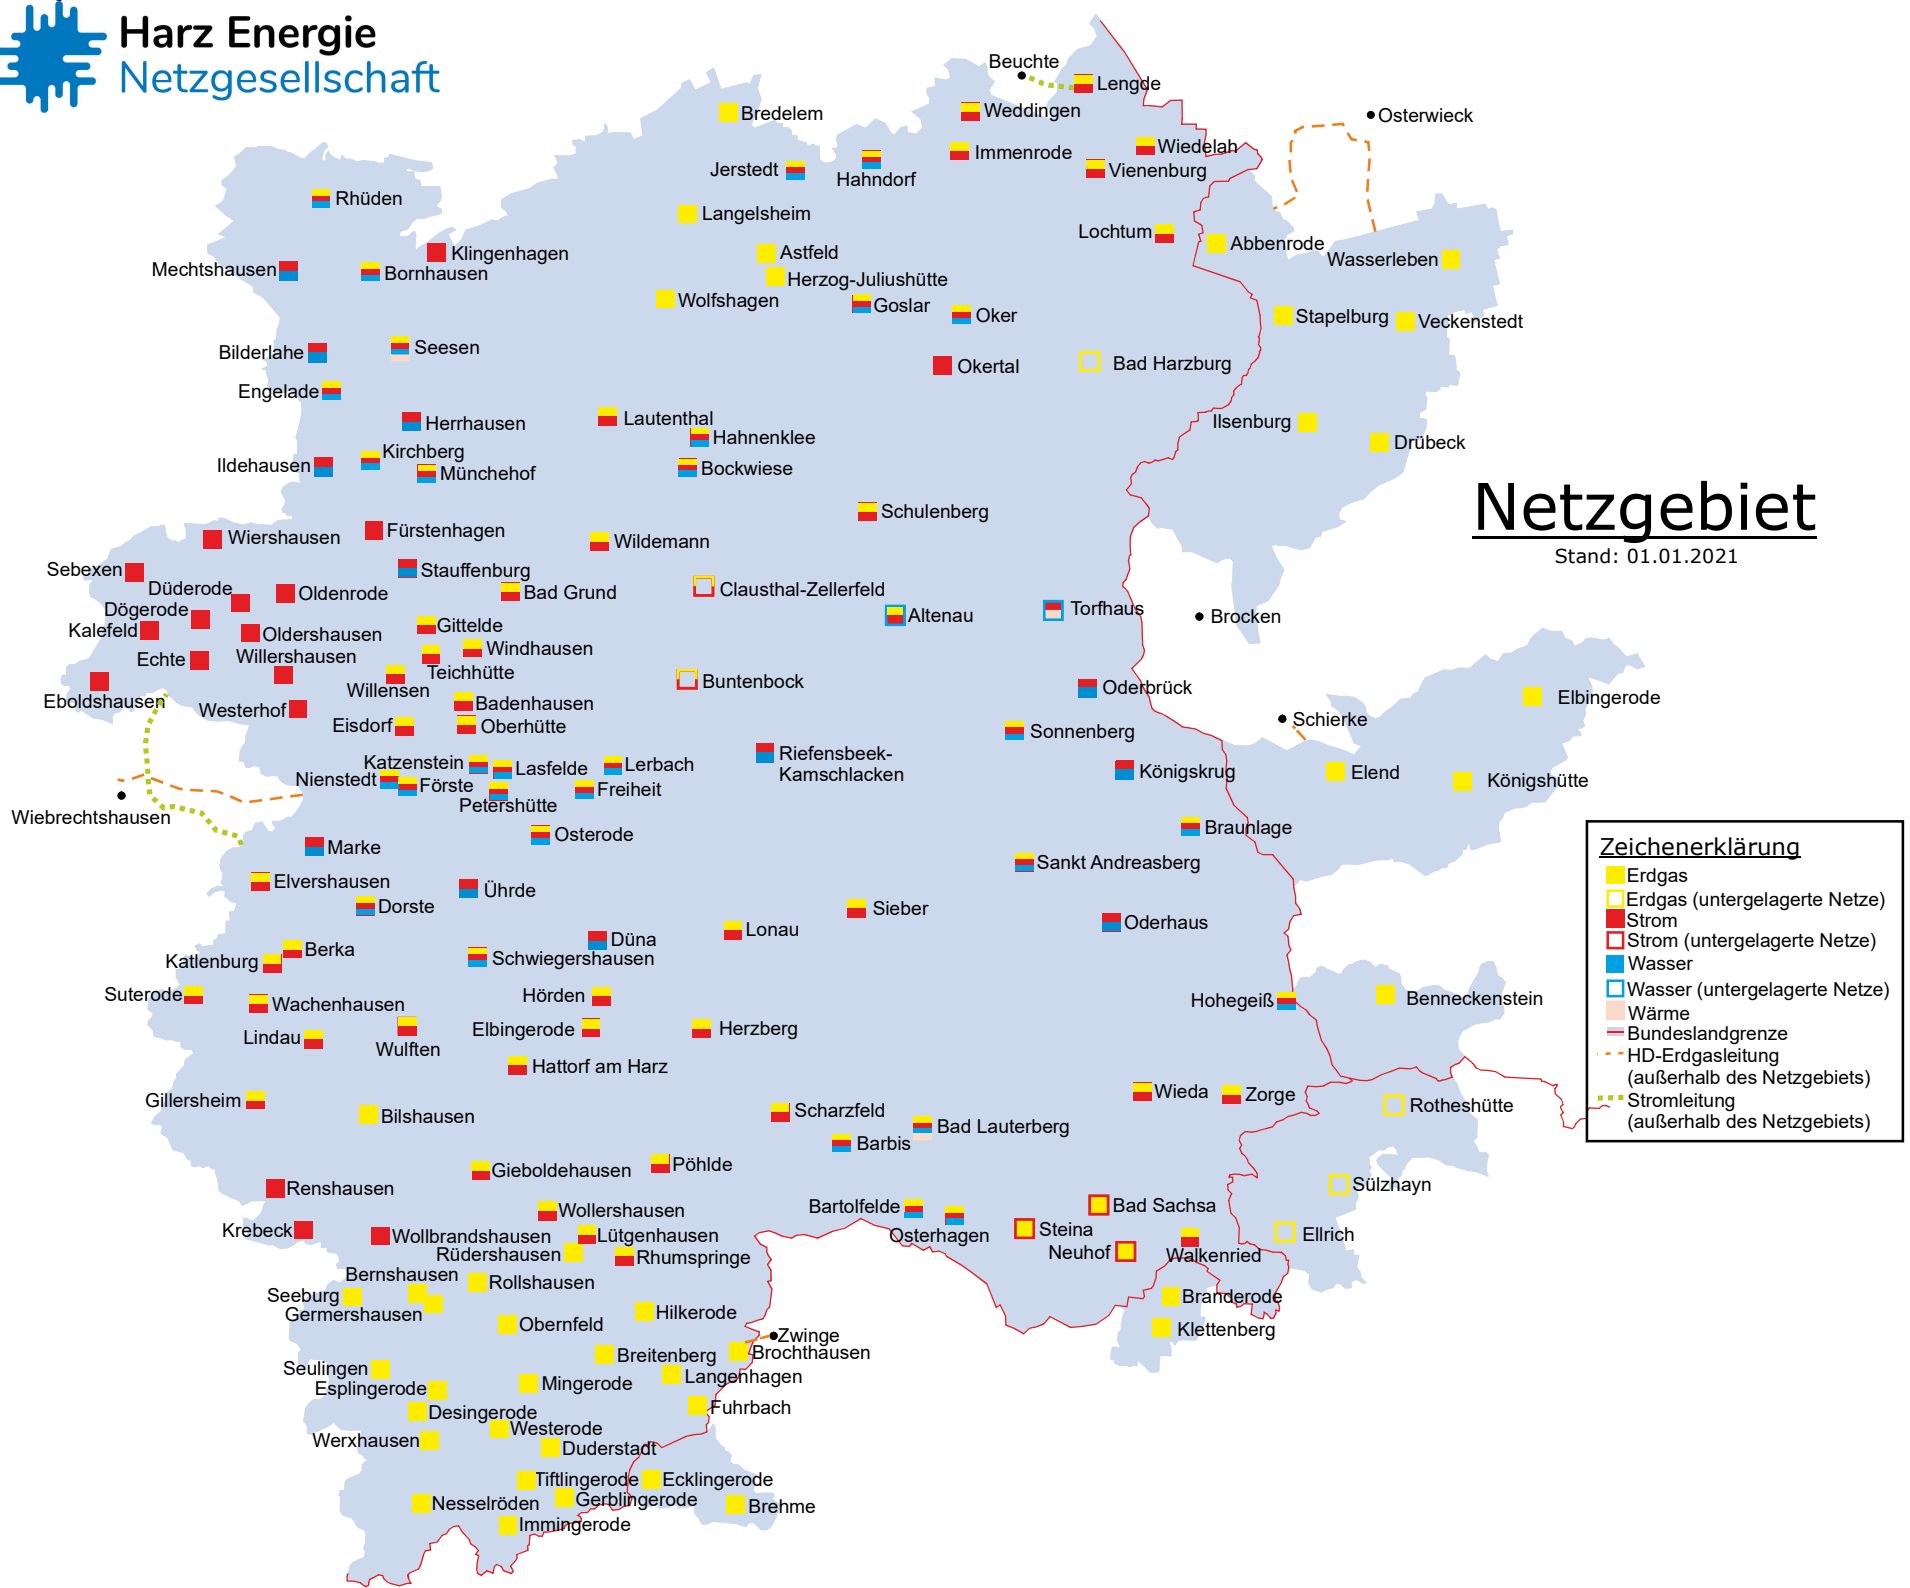 Harz Energie
Netzgesellschaft
Beuchte
Lengde
Bredelem
Weddingen
Osterwieck
Immenrode
Wiedelah
Jerstedt
Hahndorf
Vienenburg
Rhüden
Langelsheim
Lochtum
Abbenrode
Klingenhagen
Astfeld
Wasserleben
Mechtshausen
Bornhausen
Herzog-Juliushütte
Wolfshagen
Goslar
Oker
Stapelburg
Veckenstedt
Bilderlahe
Seesen
Okertal
Bad Harzburg
Engelade
Herrhausen
Lautenthal
Ilsenburg
Hahnenklee
Drübeck
Kirchberg
Ildehausen
Münchehof
Bockwiese
Netzgebiet
Stand: 01.01.2021
Schulenberg
Wiershausen
Fürstenhagen
Wildemann
Sebexen
Stauffenburg
Düderode
Oldenrode
Bad Grund
Clausthal-Zellerfeld
Dögerode
Altenau
Torfhaus
Brocken
Kalefeld
Oldershausen
Gittelde
Echte
Willershausen
Windhausen
Teichhütte
Willensen
Buntenbock
Oderbrück
Elbingerode
Eboldshausen
Westerhof
Badenhausen
Eisdorf
Oberhütte
Sonnenberg
Schierke
Katzenstein
Lasfelde
Lerbach
Riefensbeek-
Kamschlacken
Königskrug
Elend
Königshütte
Nienstedt
Förste
Petershütte
Freiheit
Wiebrechtshausen
Osterode
Braunlage
Marke
Sankt Andreasberg
Elvershausen
Ührde
Dorste
Sieber
Oderhaus
Lonau
Düna
Berka
Katlenburg
Schwiegershausen
Suterode
Wachenhausen
Hörden
Hohegeiß
Benneckenstein
Lindau
Wulften
Elbingerode
Herzberg
Hattorf am Harz
Gillersheim
Bilshausen
Scharzfeld
Wieda
Zorge
Rotheshütte
Bad Lauterberg
Barbis
Gieboldehausen
Pöhlde
Renshausen
Sülzhayn
Wollershausen
Bartolfelde
Bad Sachsa
Krebeck
Wollbrandshausen
Lütgenhausen
Osterhagen
Steina
Ellrich
Rüdershausen
Rhumspringe
Neuhof
Walkenried
Bernshausen
Rollshausen
Seeburg
Germershausen
Hilkerode
Branderode
Obernfeld
Klettenberg
Zwinge
Breitenberg
Brochthausen
Seulingen
Langenhagen
Esplingerode
Mingerode
Desingerode
Fuhrbach
Westerode
Werxhausen
Duderstadt
Tiftlingerode
Ecklingerode
Nesselröden
Gerblingerode
Brehme
Immingerode
Zeichenerklärung
Erdgas
Erdgas (untergelagerte Netze)
Strom
Strom (untergelagerte Netze)
Wasser
Wasser (untergelagerte Netze)
Wärme
Bundeslandgrenze
HD-Erdgasleitung
(außerhalb des Netzgebiets)
Stromleitung
(außerhalb des Netzgebiets)